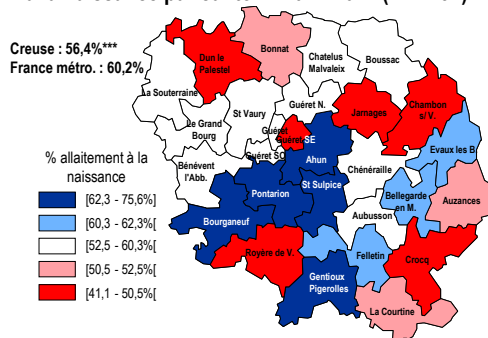 Creuse : 56,4%***
France métro. : 60,2%
Dun le
Palestel
Bonnat
Chatelus
Malvaleix
Boussac
La Souterraine
Guéret N.
Jarnages
Chambon
s/ V.
St Vaury
Le Grand
Bourg
Guéret
Guéret SE
Guéret SO
Ahun
Evaux les B.
Bénévent
l'Abb.
Chénéraille
St Sulpice
Pontarion
Bellegarde
en M.
Auzances
Bourganeuf
Aubusson
Royère de V.
Felletin
Crocq
Gentioux
Pigerolles
La Courtine
% allaitement à la
naissance
[62,3 - 75,6%]
[60,3 - 62,3%[
[52,5 - 60,3%[
[50,5 - 52,5%[
[41,1 - 50,5%[